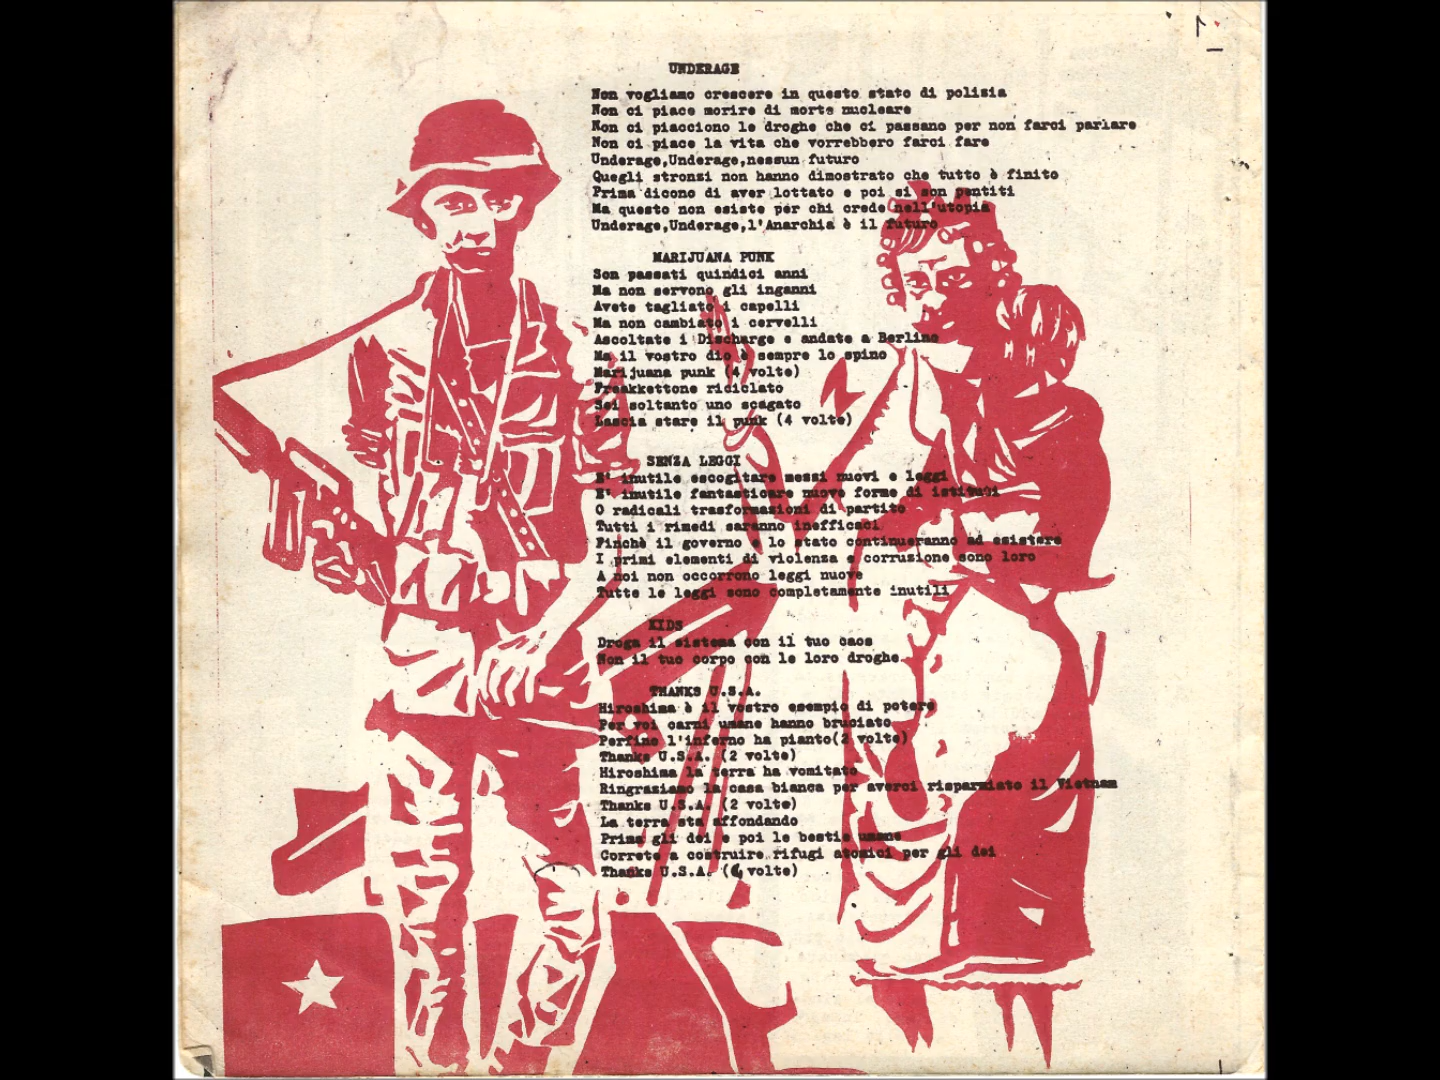 UNDERAGE
Non vogliamo crescere in questo stato di polizia
Non ci piace morire di morte nucleare
Non ci piacciono le droghe che ci passano per non farci parlare
Non ci piace la vita che vorrebbero farci fare
Underage,Underage,nessun futuro
Quegli stronzi non hanno dimostrato che tutto è finito
Prima dicono di aver lottato e poi si son pentiti
Ma questo non esiste per chi crede nell'utopia
Underage,Underage,l'Anarchia è il futuro
MARIJUANA PUNK
Son passati quindici anni
Ma non servono gli inganni
Avete tagliato i capelli
Ma non cambiato i cervelli
Ascoltate i Discharge e andate a Berlino
Ma il vostro dio è sempre lo spino
Marijuana punk (4 volte)
Freakkettone riciclato
Sei soltanto uno scagato
Lascia stare il punk (4 volte)
SENZA LEGGI
E' inutile escogitare mezzi nuovi e leggi
E' inutile fantasticare nuove forme di istituti
O radicali trasformazioni di partito
Tutti i rimedi saranno inefficaci
Finchè il governo e lo stato continueranno ad esistere
I primi elementi di violenza e corruzione sono loro
A noi non occorrono leggi nuove
Tutte le leggi sono completamente inutili
KIDS
Droga il sistema con il tuo caos
Non il tuo corpo con le loro droghe
THANKS U.S.A.
Hiroshima è il vostro esempio di potere
Per voi carni umane hanno bruciato
Perfino l'inferno ha pianto(2 volte)
Thanks U.S.A. (2 volte)
Hiroshima la terra ha vomitato
Ringraziamo la casa bianca per averci risparmiato il Vietnam
Thanks U.S.A. (2 volte)
La terra sta affondando
Prima gli dei e poi le bestie umane
Correte a costruire rifugi atomici per gli dei
Thanks U.S.A. ( volte)